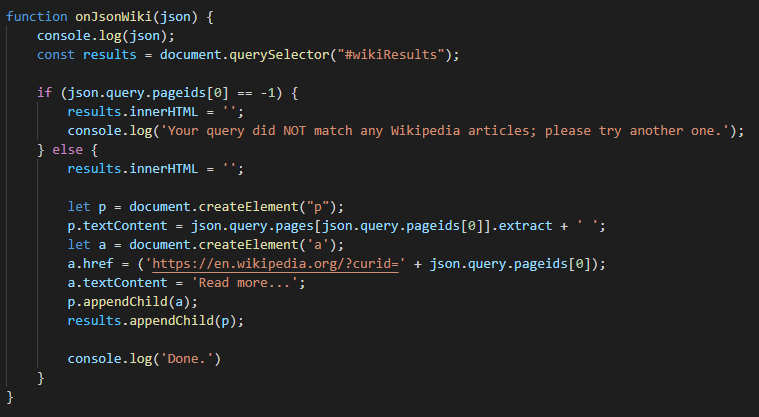 function onJsonWiki(json) {
    console.log(json);
    const results = document.querySelector("#wikiResults");

    if (json.query.pageids[0] == -1) {
        results.innerHTML = '';
        console.log('Your query did NOT match any Wikipedia articles; please try another one.');
    } else {
        results.innerHTML = '';

        let p = document.createElement("p");
        p.textContent = json.query.pages[json.query.pageids[0]].extract + ' ';
        let a = document.createElement('a');
        a.href = ('https://en.wikipedia.org/?curid=' + json.query.pageids[0]);
        a.textContent = 'Read more...';
        p.appendChild(a);
        results.appendChild(p);

        console.log('Done.')
    }
}